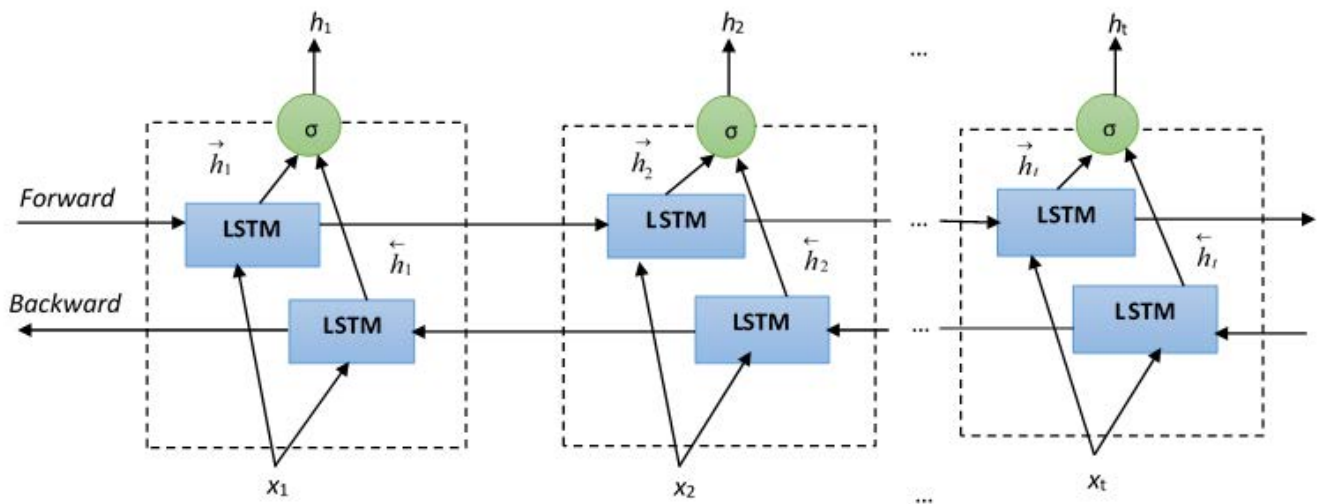 h₁ h₂ ... hₜ
σ σ σ
→h₁ →h₂ →hₜ
Forward LSTM LSTM ... LSTM
←h₁ ←h₂ ←hₜ
Backward LSTM LSTM ... LSTM
x₁ x₂ ... xₜ